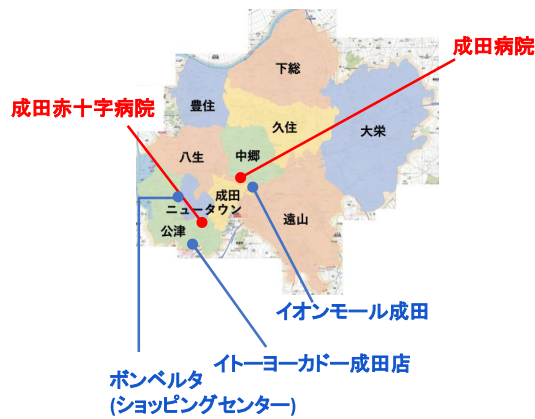 成田病院
下総
成田赤十字病院
豊住
久住
大栄
八生
中郷
成田
ニュータウン
遠山
公津
イオンモール成田
イトーヨーカドー成田店
ボンベルタ
(ショッピングセンター)